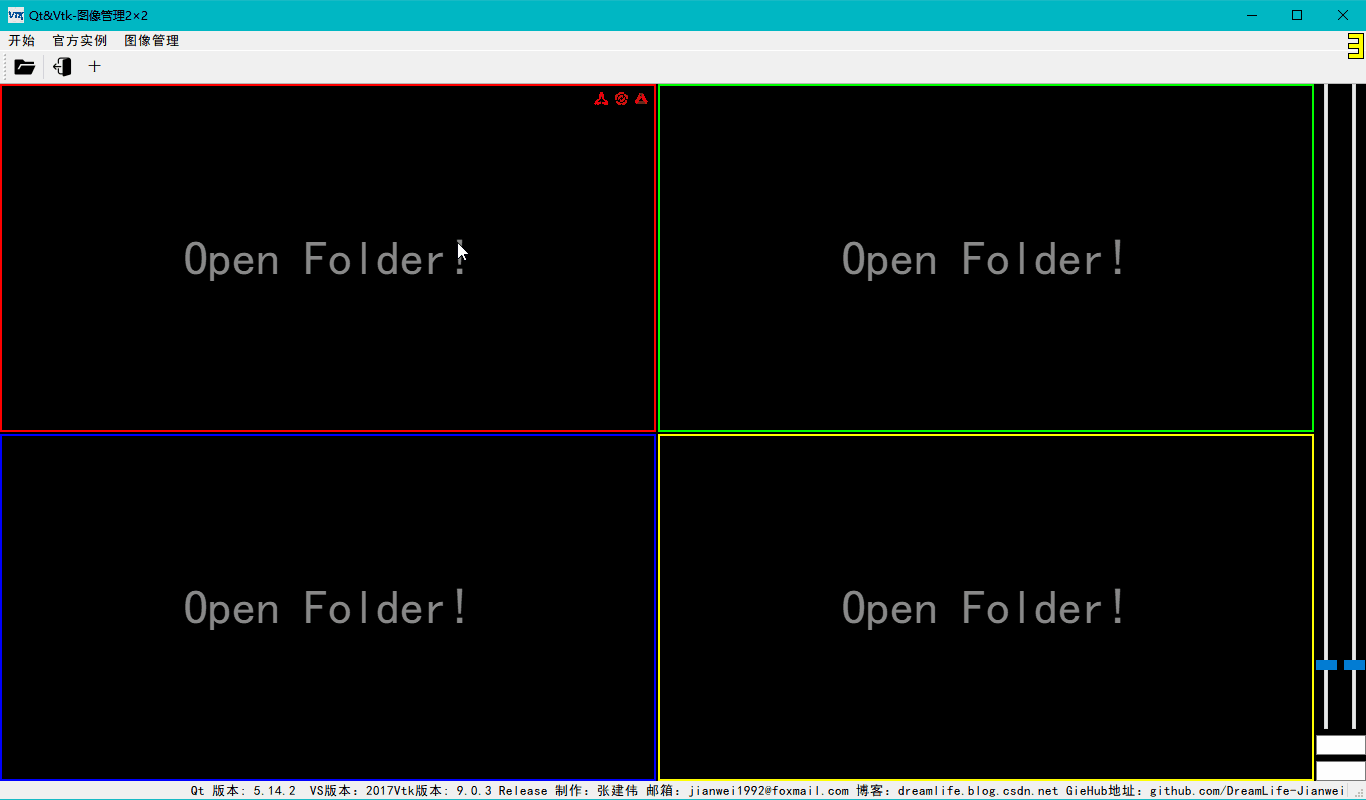 VTK Qt&Vtk-图像管理2×2
开始 官方实例 图像管理
3
Open Folder!
Open Folder!
Open Folder!
Open Folder!
Qt 版本: 5.14.2 VS版本: 2017Vtk版本: 9.0.3 Release 制作: 张建伟 邮箱: jianwei1992@foxmail.com 博客: dreamlife.blog.csdn.net GieHub地址: github.com/DreamLife-Jianwei